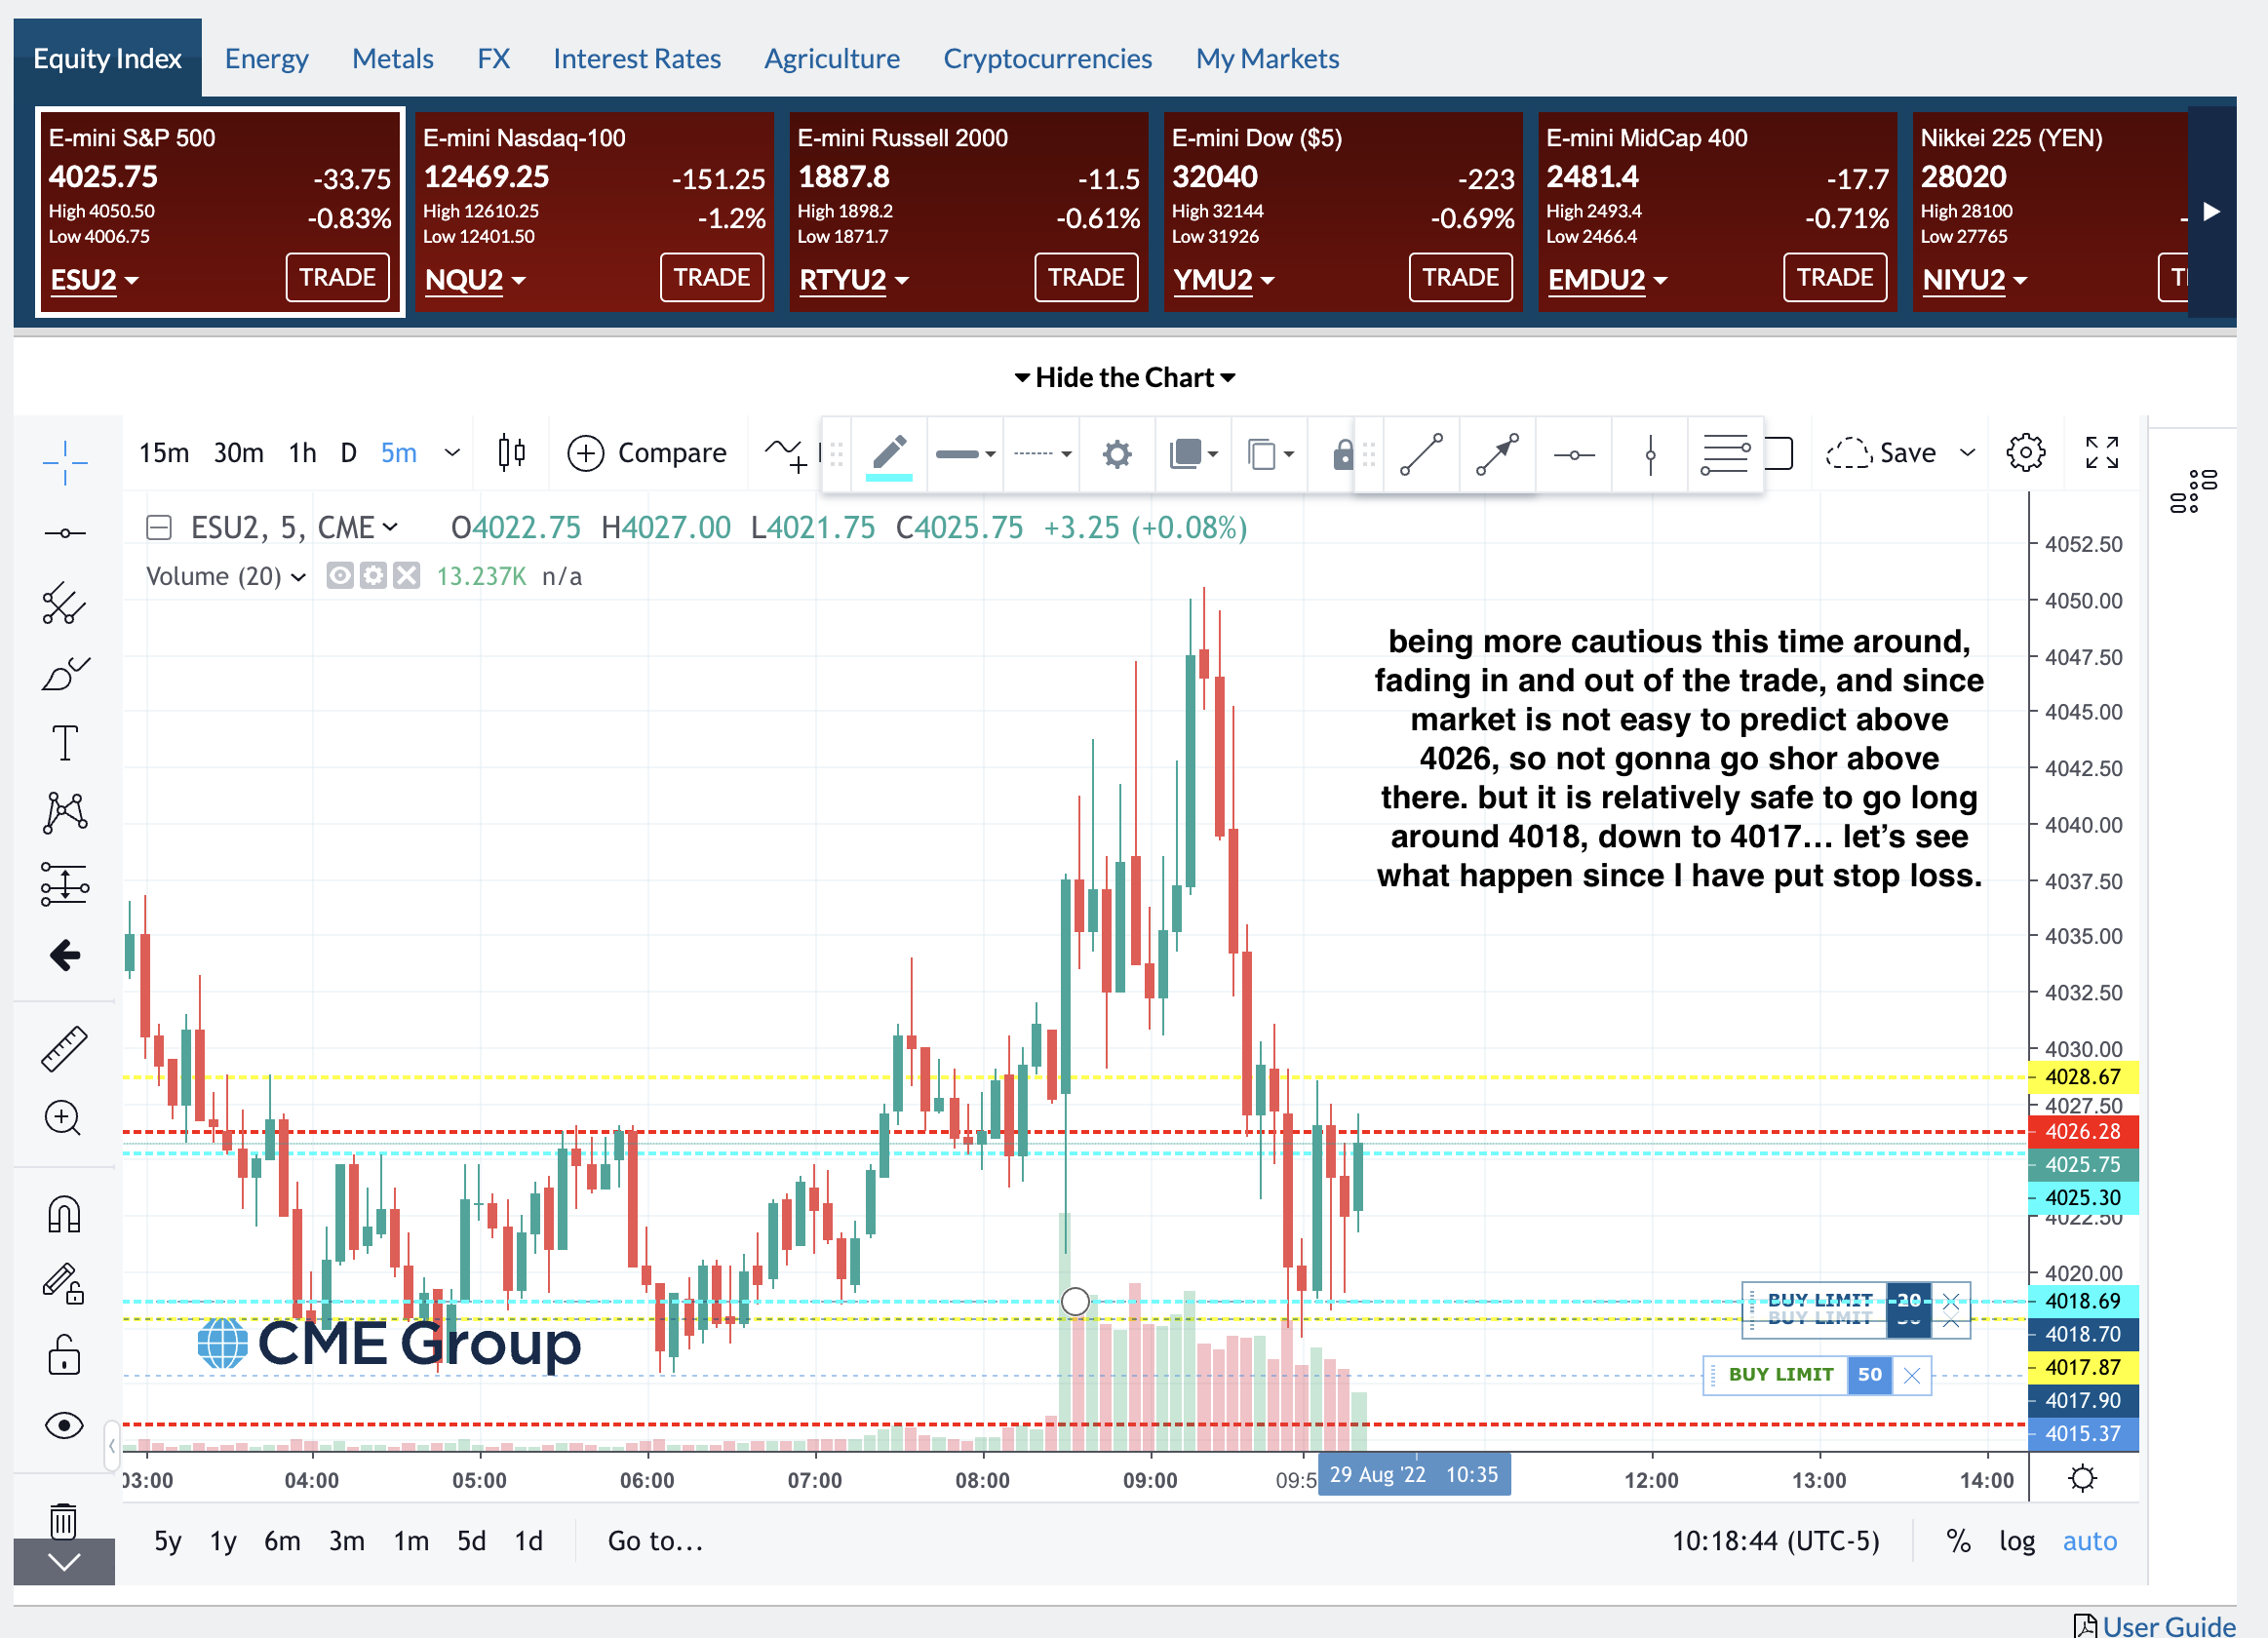 Equity Index Energy Metals FX Interest Rates Agriculture Cryptocurrencies My Markets
E-mini S&P 500
4025.75 -33.75
High 4050.50 -0.83%
Low 4006.75
ESU2 TRADE
E-mini Nasdaq-100
12469.25 -151.25
High 12610.25 -1.2%
Low 12401.50
NQU2 TRADE
E-mini Russell 2000
1887.8 -11.5
High 1898.2 -0.61%
Low 1871.7
RTYU2 TRADE
E-mini Dow ($5)
32040 -223
High 32144 -0.69%
Low 31926
YMU2 TRADE
E-mini MidCap 400
2481.4 -17.7
High 2493.4 -0.71%
Low 2466.4
EMDU2 TRADE
Nikkei 225 (YEN)
28020
High 28100
Low 27765
NIYU2
Hide the Chart
15m 30m 1h D 5m Compare Save
ESU2, 5, CME O4022.75 H4027.00 L4021.75 C4025.75 +3.25 (+0.08%)
Volume (20) 13.237K n/a
being more cautious this time around,
fading in and out of the trade, and since
market is not easy to predict above
4026, so not gonna go shor above
there. but it is relatively safe to go long
around 4018, down to 4017... let’s see
what happen since I have put stop loss.
4052.50
4050.00
4047.50
4045.00
4042.50
4040.00
4037.50
4035.00
4032.50
4030.00
4028.67
4027.50
4026.28
4025.75
4025.30
4022.50
4020.00
4018.69
4018.70
4017.87
4017.90
4015.37
BUY LIMIT 20
BUY LIMIT
BUY LIMIT 50
CME Group
03:00 04:00 05:00 06:00 07:00 08:00 09:00 09:5 29 Aug '22 10:35 12:00 13:00 14:00
5y 1y 6m 3m 1m 5d 1d Go to... 10:18:44 (UTC-5) % log auto
User Guide